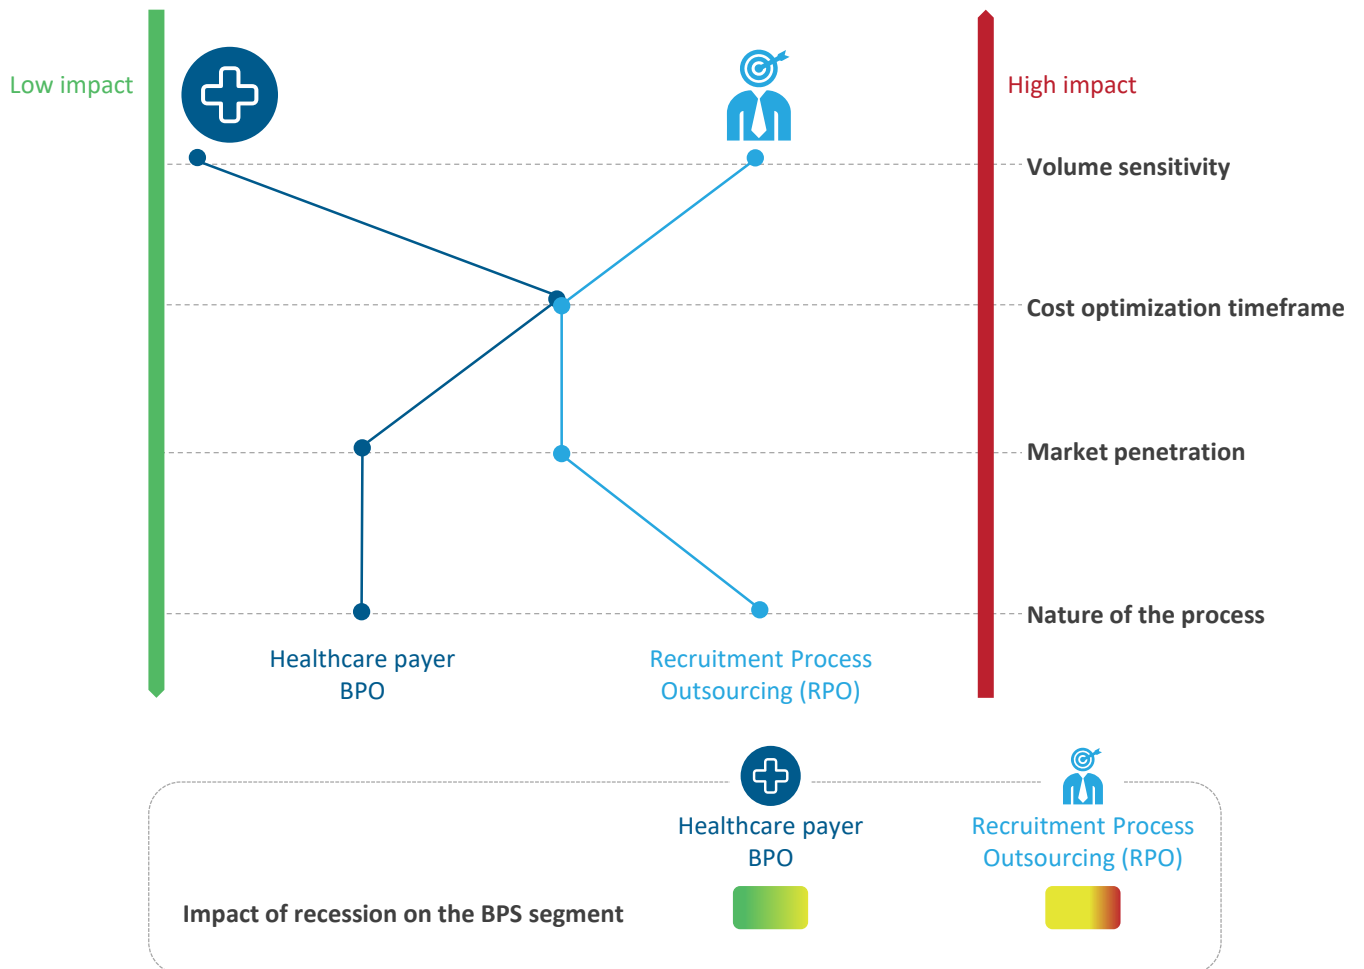 Low impact
High impact
Volume sensitivity
Cost optimization timeframe
Market penetration
Nature of the process
Healthcare payer
BPO
Recruitment Process
Outsourcing (RPO)
Healthcare payer
BPO
Recruitment Process
Outsourcing (RPO)
Impact of recession on the BPS segment